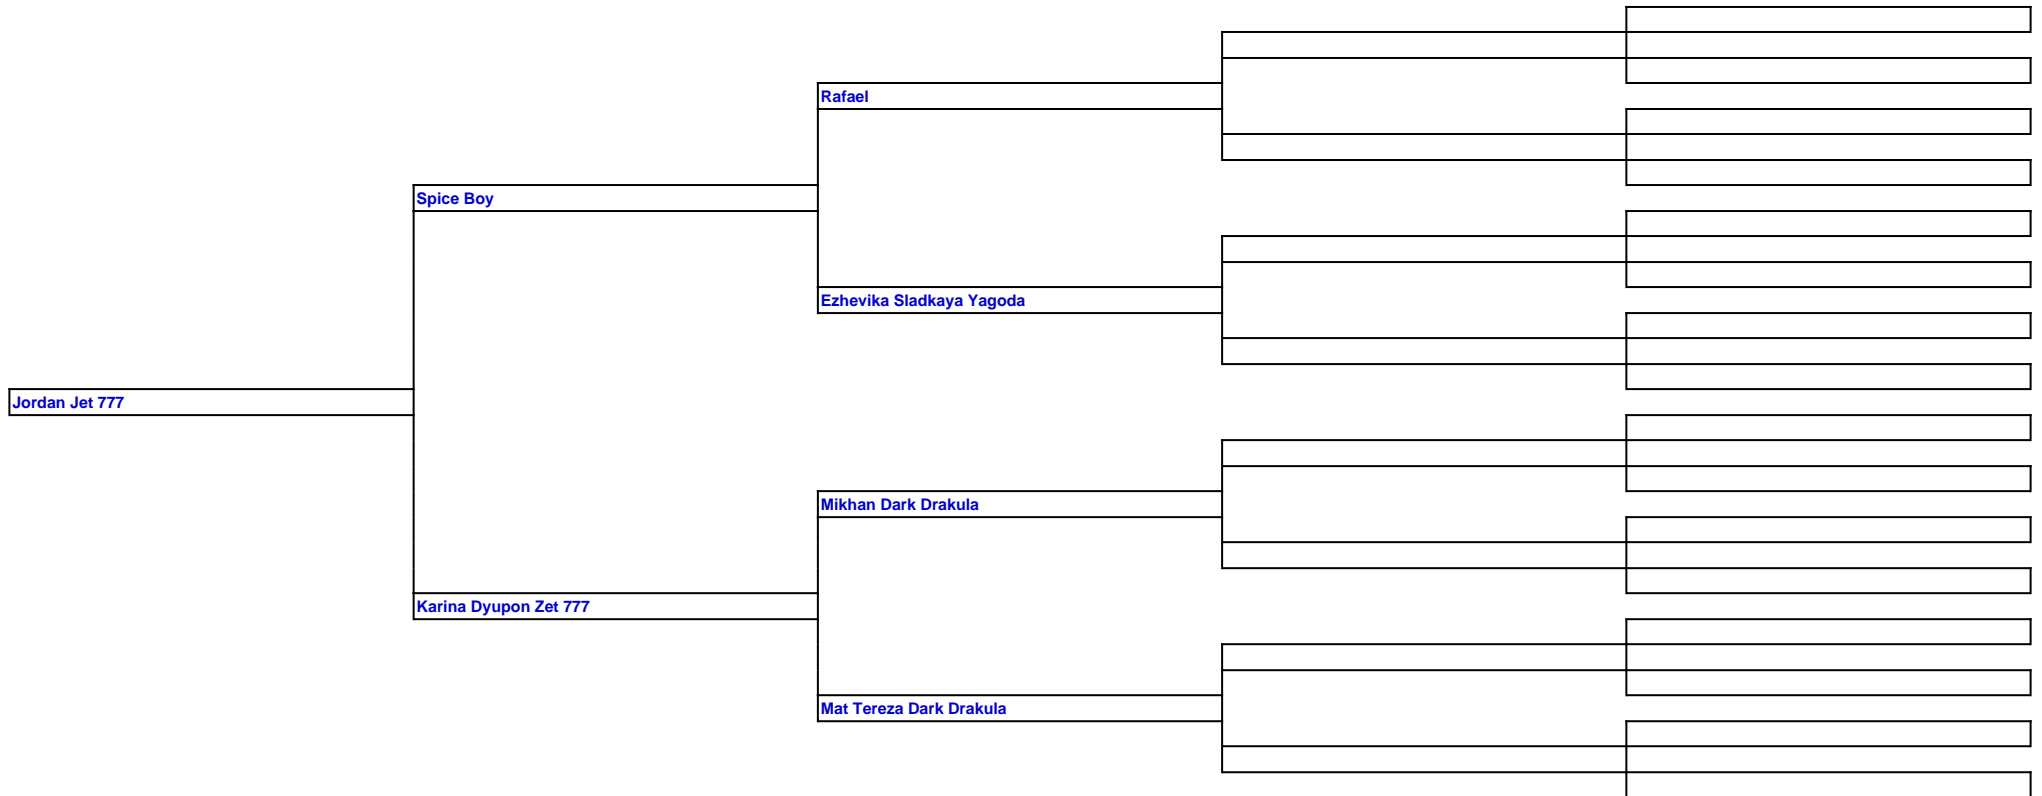 Rafael
Spice Boy
Ezhevika Sladkaya Yagoda
Jordan Jet 777
Mikhan Dark Drakula
Karina Dyupon Zet 777
Mat Tereza Dark Drakula